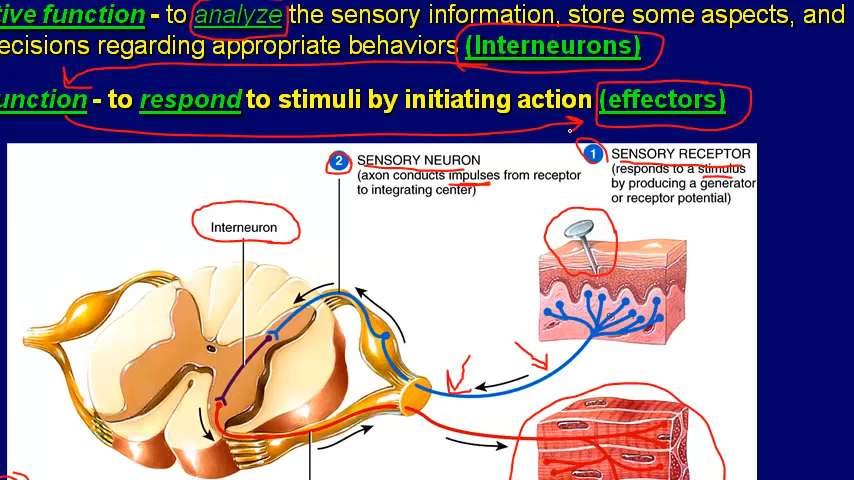 tive function - to analyze the sensory information, store some aspects, and
ecisions regarding appropriate behaviors (Interneurons)
unction - to respond to stimuli by initiating action (effectors)
2 SENSORY NEURON
(axon conducts impulses from receptor
to integrating center)
1 SENSORY RECEPTOR
(responds to a stimulus
by producing a generator
or receptor potential)
Interneuron